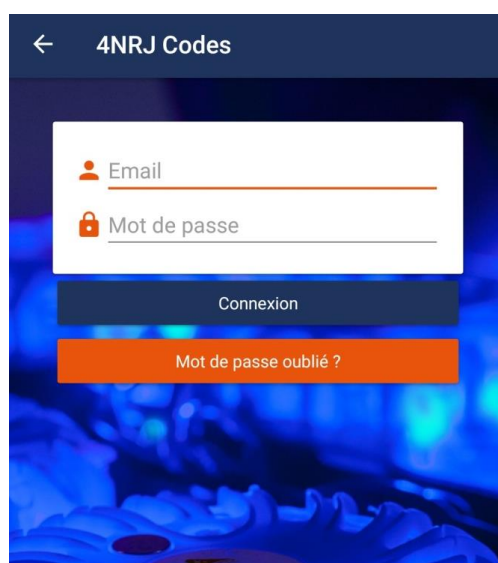 4NRJ Codes
Email
Mot de passe
Connexion
Mot de passe oublié ?